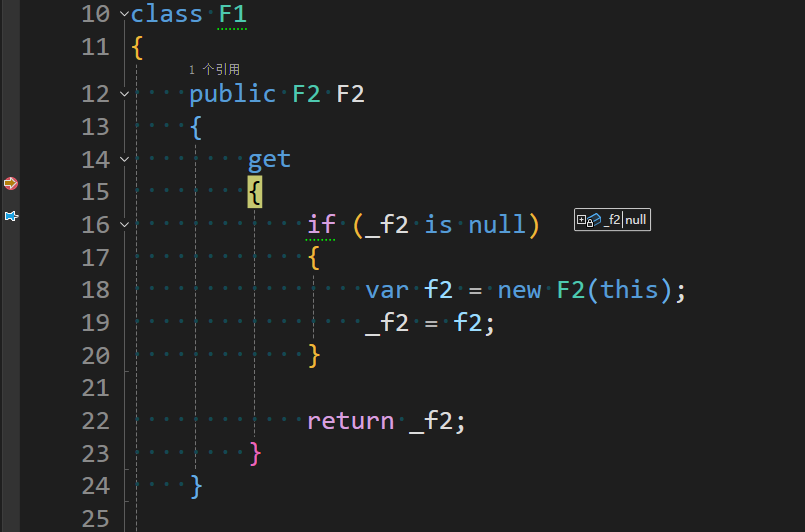 10 class F1
11 {
1 个引用
12 public F2 F2
13 {
14 get
15 {
16 if (_f2 is null) _f2 null
17 {
18 var f2 = new F2(this);
19 _f2 = f2;
20 }
21
22 return _f2;
23 }
24 }
25